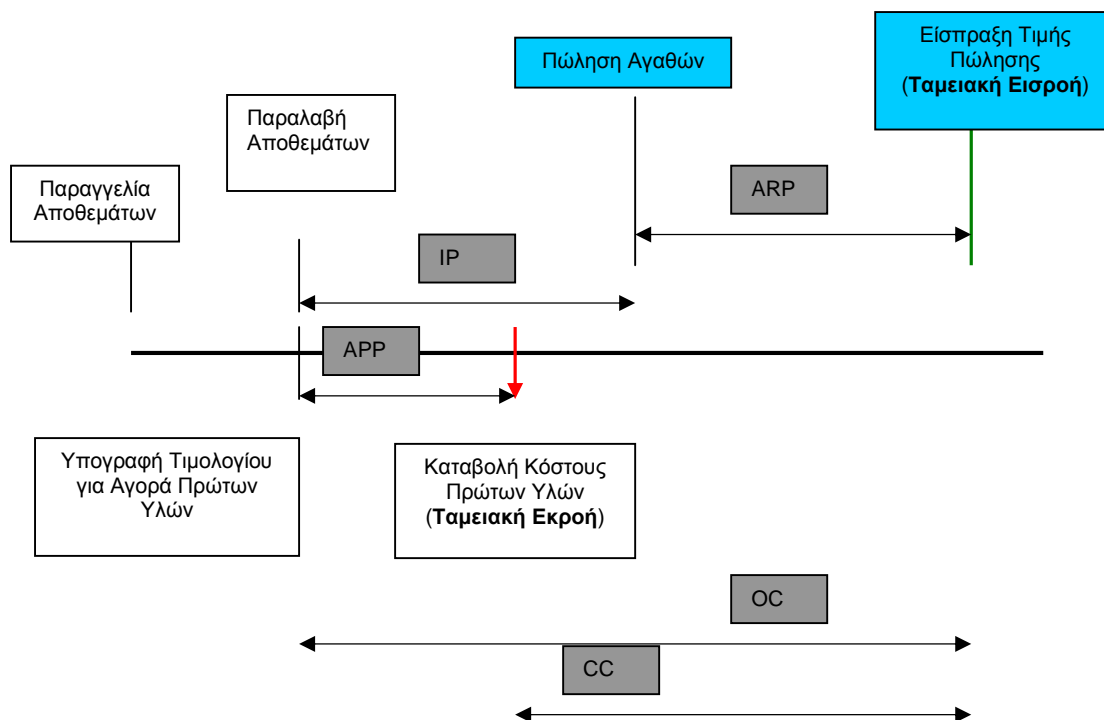 Είσπραξη Τιμής
Πώλησης
(Ταμειακή Εισροή)
Πώληση Αγαθών
Παραλαβή
Αποθεμάτων
Παραγγελία
Αποθεμάτων
ARP
IP
APP
Υπογραφή Τιμολογίου
για Αγορά Πρώτων
Υλών
Καταβολή Κόστους
Πρώτων Υλών
(Ταμειακή Εκροή)
OC
CC